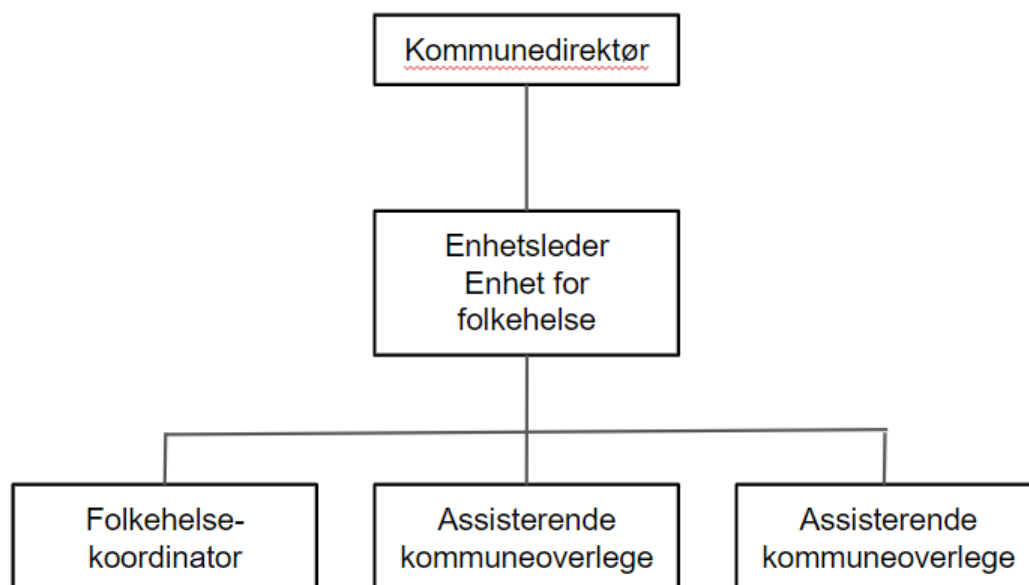 Kommunedirektør
Enhetsleder
Enhet for
folkehelse
Folkehelse-
koordinator
Assisterende
kommuneoverlege
Assisterende
kommuneoverlege